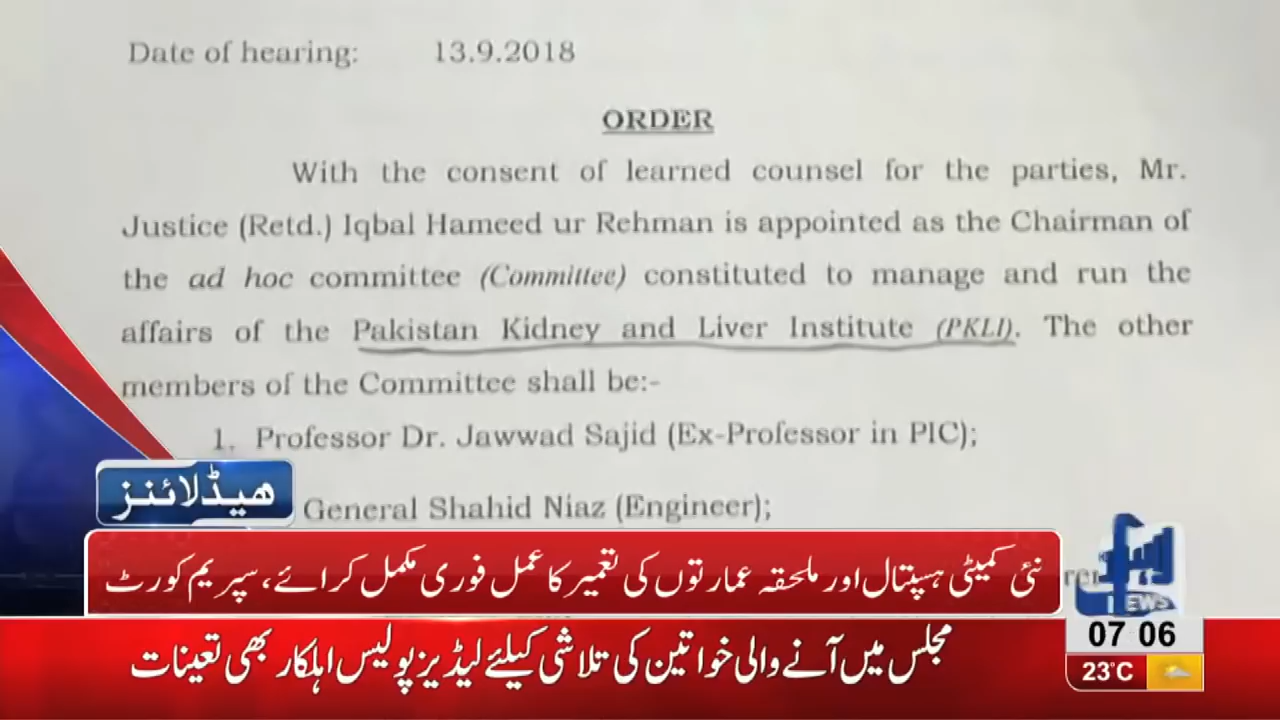 Date of hearing: 13.9.2018
ORDER
With the consent of learned counsel for the parties, Mr.
Justice (Retd.) Iqbal Hameed ur Rehman is appointed as the Chairman of
the ad hoc committee (Committee) constituted to manage and run the
affairs of the Pakistan Kidney and Liver Institute (PKLI). The other
members of the Committee shall be:-
1. Professor Dr. Jawwad Sajid (Ex-Professor in PIC);
General Shahid Niaz (Engineer);
ھیڈلائنز
نئی کمیٹی ہسپتال اور ملحقہ عمارتوں کی تعمیر کا عمل فوری مکمل کرائے، سپریم کورٹ
NEWS
07 06
مجلس میں آنے والی خواتین کی تلاشی کیلئے لیڈیز پولیس اہلکار بھی تعینات
23°C